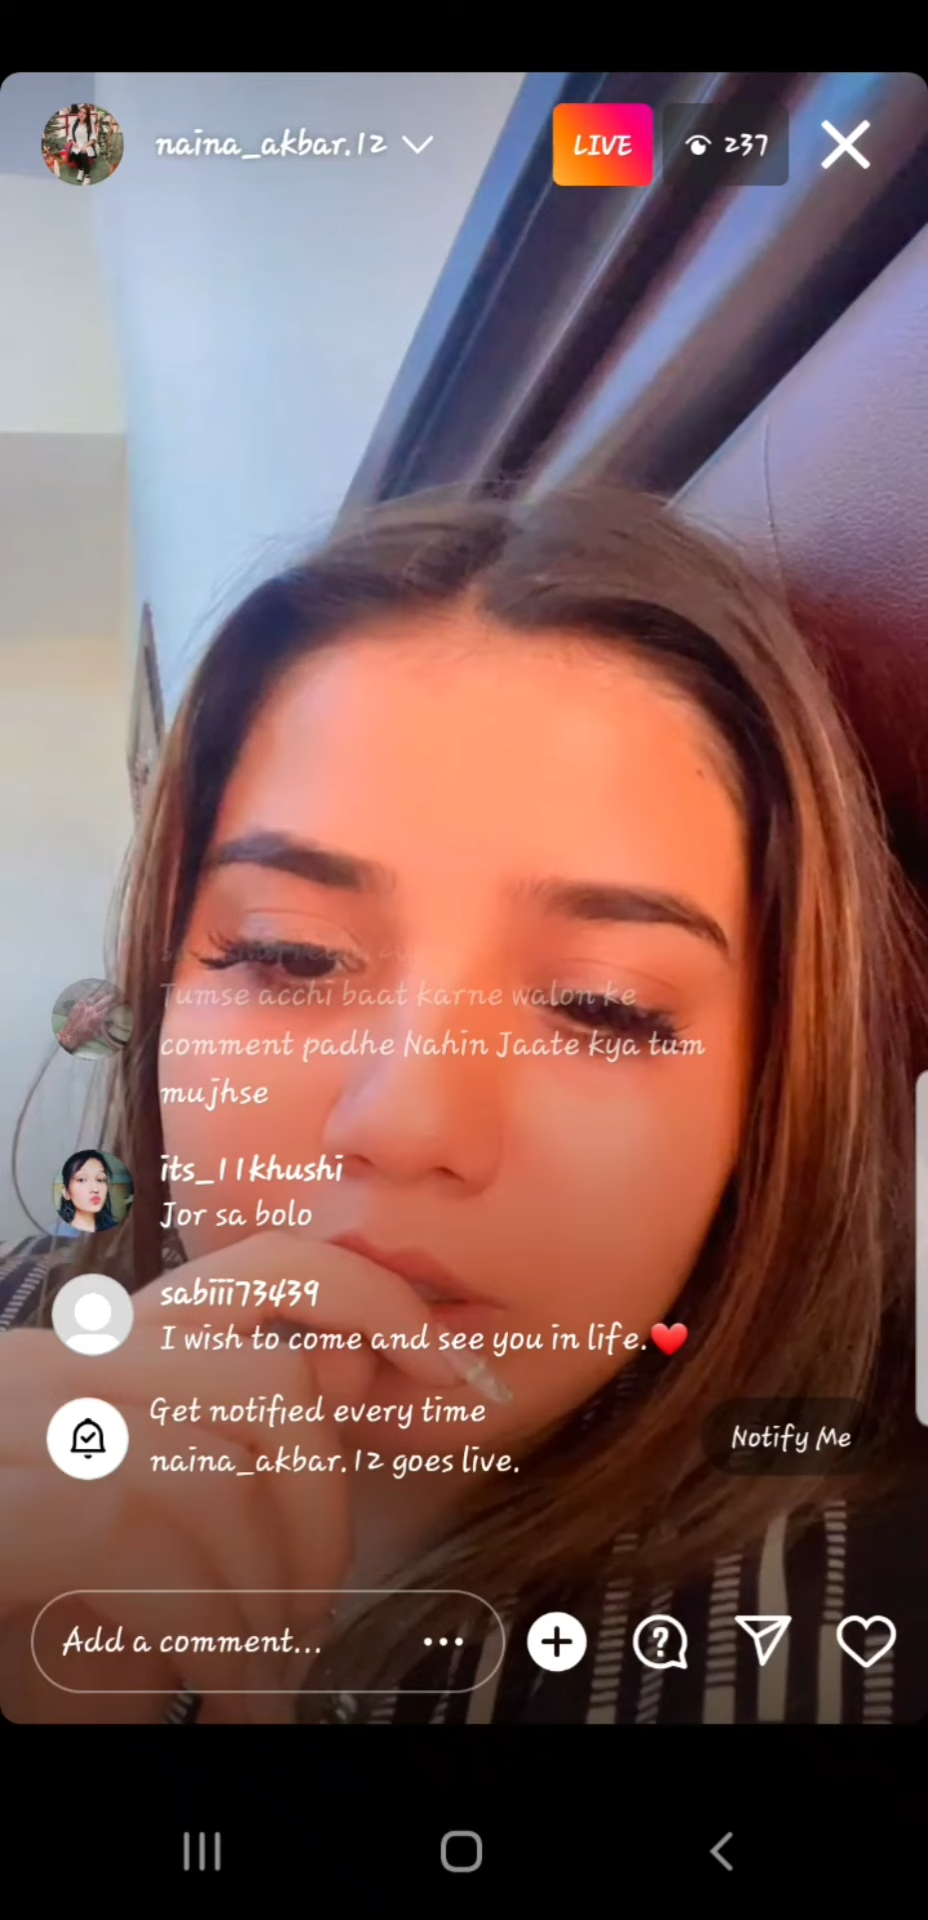 naina_akbar.12
LIVE
237
Tumse acchi baat karne walon ke
comment padhe Nahin Jaate kya tum
mujhse
its_11khushi
Jor sa bolo
sabiii73439
I wish to come and see you in life.❤️
Get notified every time
naina_akbar.12 goes live.
Notify Me
Add a comment...